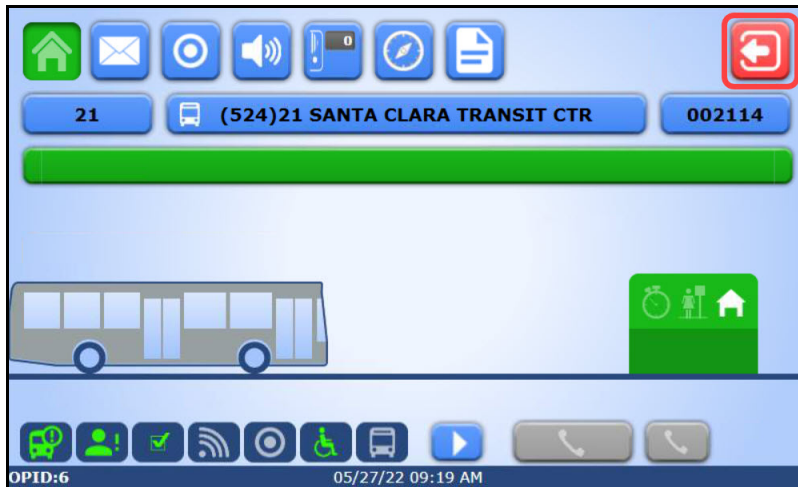 0
21
(524)21 SANTA CLARA TRANSIT CTR
002114
OPID:6
05/27/22 09:19 AM